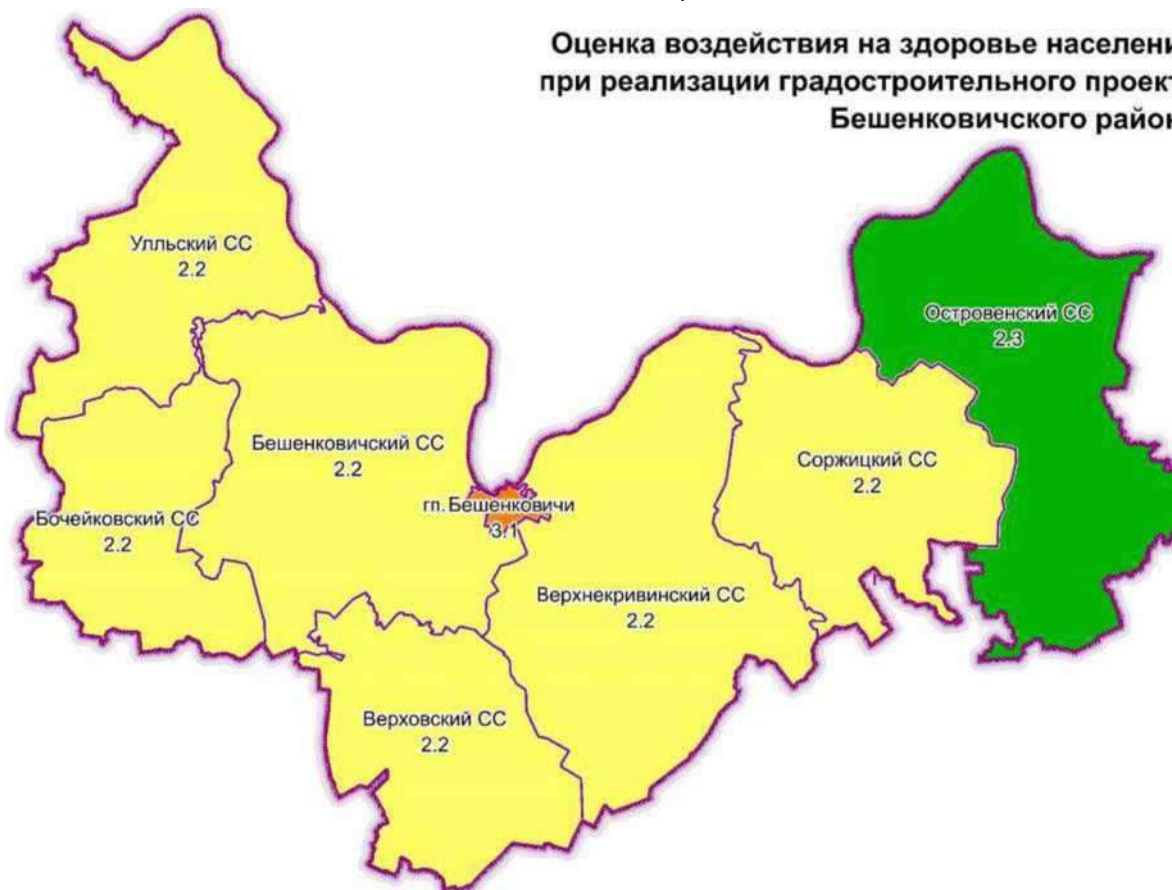 Оценка воздействия на здоровье населени
при реализации градостроительного проект
Бешенковичского район
Улльский СС
2.2
Островенский СС
2.3
Бешенковичский СС
2.2
Соржицкий СС
2.2
гп. Бешенковичи
3.1
Бочейковский СС
2.2
Верхнекривинский СС
2.2
Верховский СС
2.2